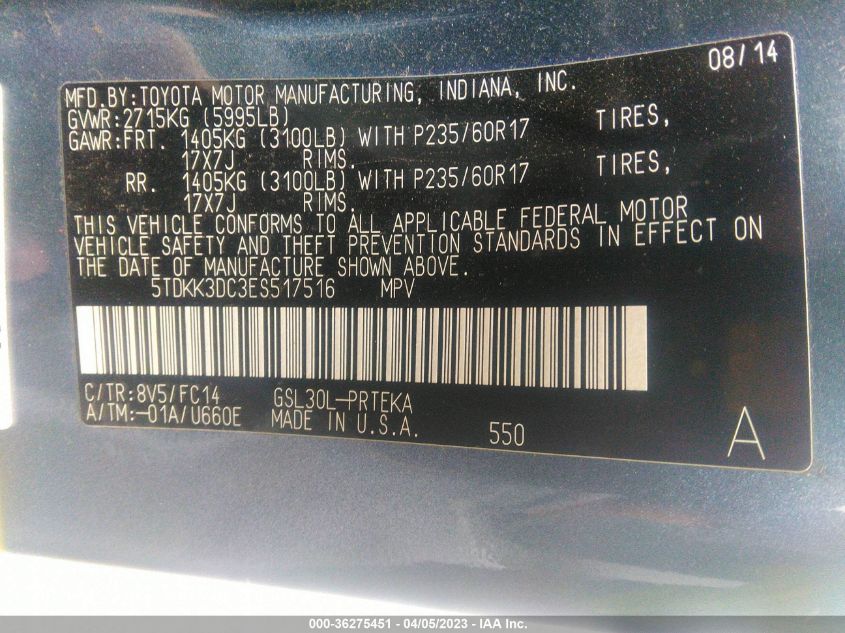 08/14
MFD.BY:TOYOTA MOTOR MANUFACTURING, INDIANA, INC.
GVWR:2715KG (5995LB)
GAWR:FRT. 1405KG (3100LB) WITH P235/60R17 TIRES,
17X7J RIMS.
RR. 1405KG (3100LB) WITH P235/60R17 TIRES,
17X7J RIMS.
THIS VEHICLE CONFORMS TO ALL APPLICABLE FEDERAL MOTOR
VEHICLE SAFETY AND THEFT PREVENTION STANDARDS IN EFFECT ON
THE DATE OF MANUFACTURE SHOWN ABOVE.
5TDKK3DC3ES517516 MPV
C/TR:8V5/FC14 GSL30L-PRTEKA
A/TM:-01A/U660E MADE IN U.S.A. 550 A
000-36275451 - 04/05/2023 - IAA Inc.